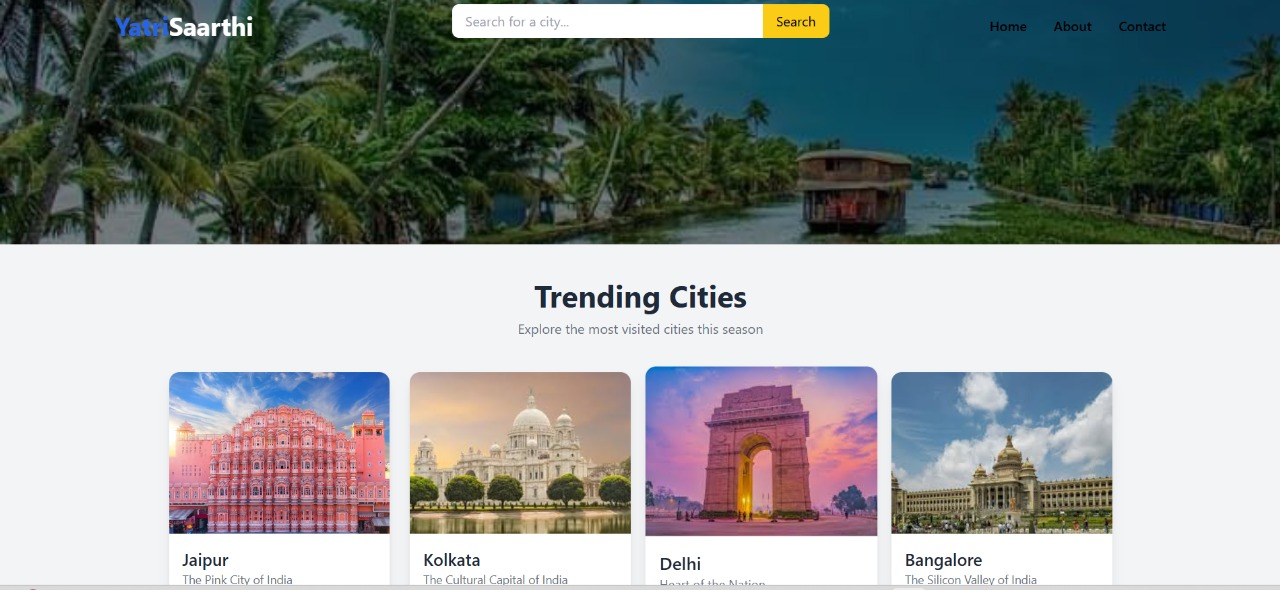 YatriSaarthi
Search for a city...
Search
Home
About
Contact
Trending Cities
Explore the most visited cities this season
Jaipur
The Pink City of India
Kolkata
The Cultural Capital of India
Delhi
Heart of the Nation
Bangalore
The Silicon Valley of India